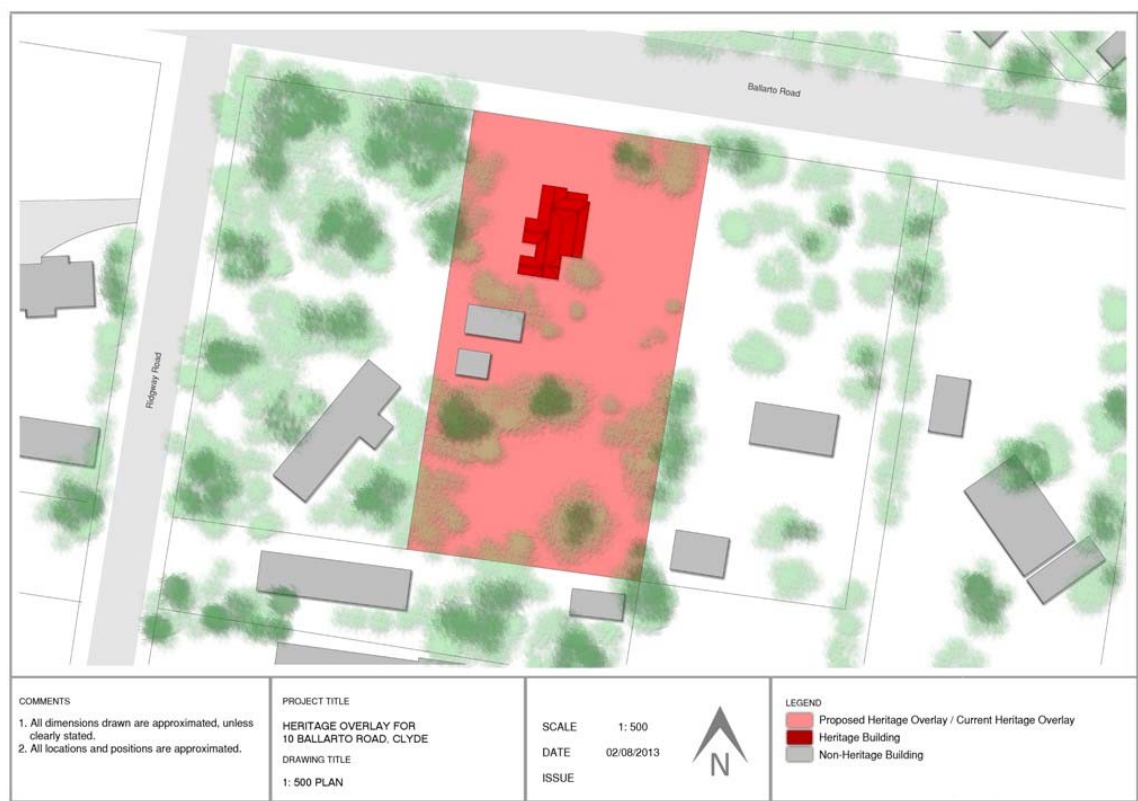 Ballarto Road
Ridgway Road
COMMENTS
1. All dimensions drawn are approximated, unless
clearly stated.
2. All locations and positions are approximated.
PROJECT TITLE
HERITAGE OVERLAY FOR
10 BALLARTO ROAD, CLYDE
DRAWING TITLE
1: 500 PLAN
SCALE 1: 500
DATE 02/08/2013
ISSUE
N
LEGEND
Proposed Heritage Overlay / Current Heritage Overlay
Heritage Building
Non-Heritage Building